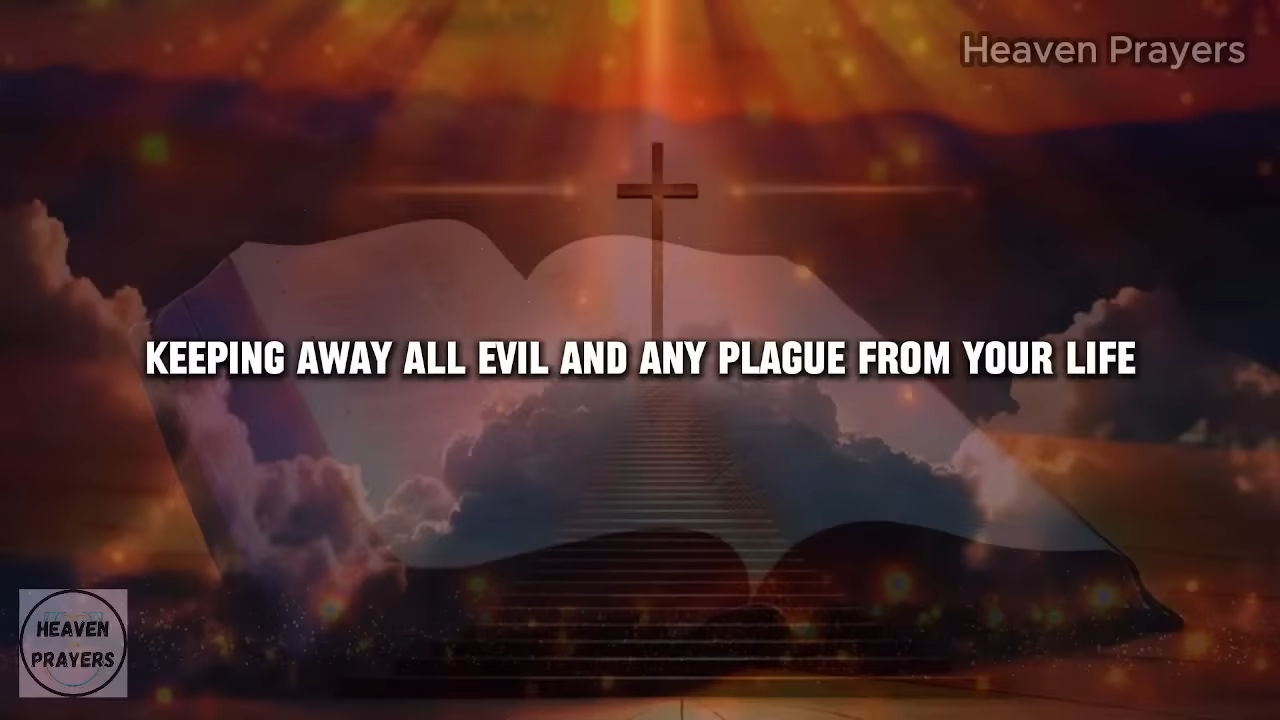 Heaven Prayers
KEEPING AWAY ALL EVIL AND ANY PLAGUE FROM YOUR LIFE
HEAVEN
PRAYERS